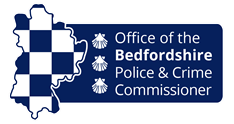 Office of the
Bedfordshire
Police & Crime
Commissioner